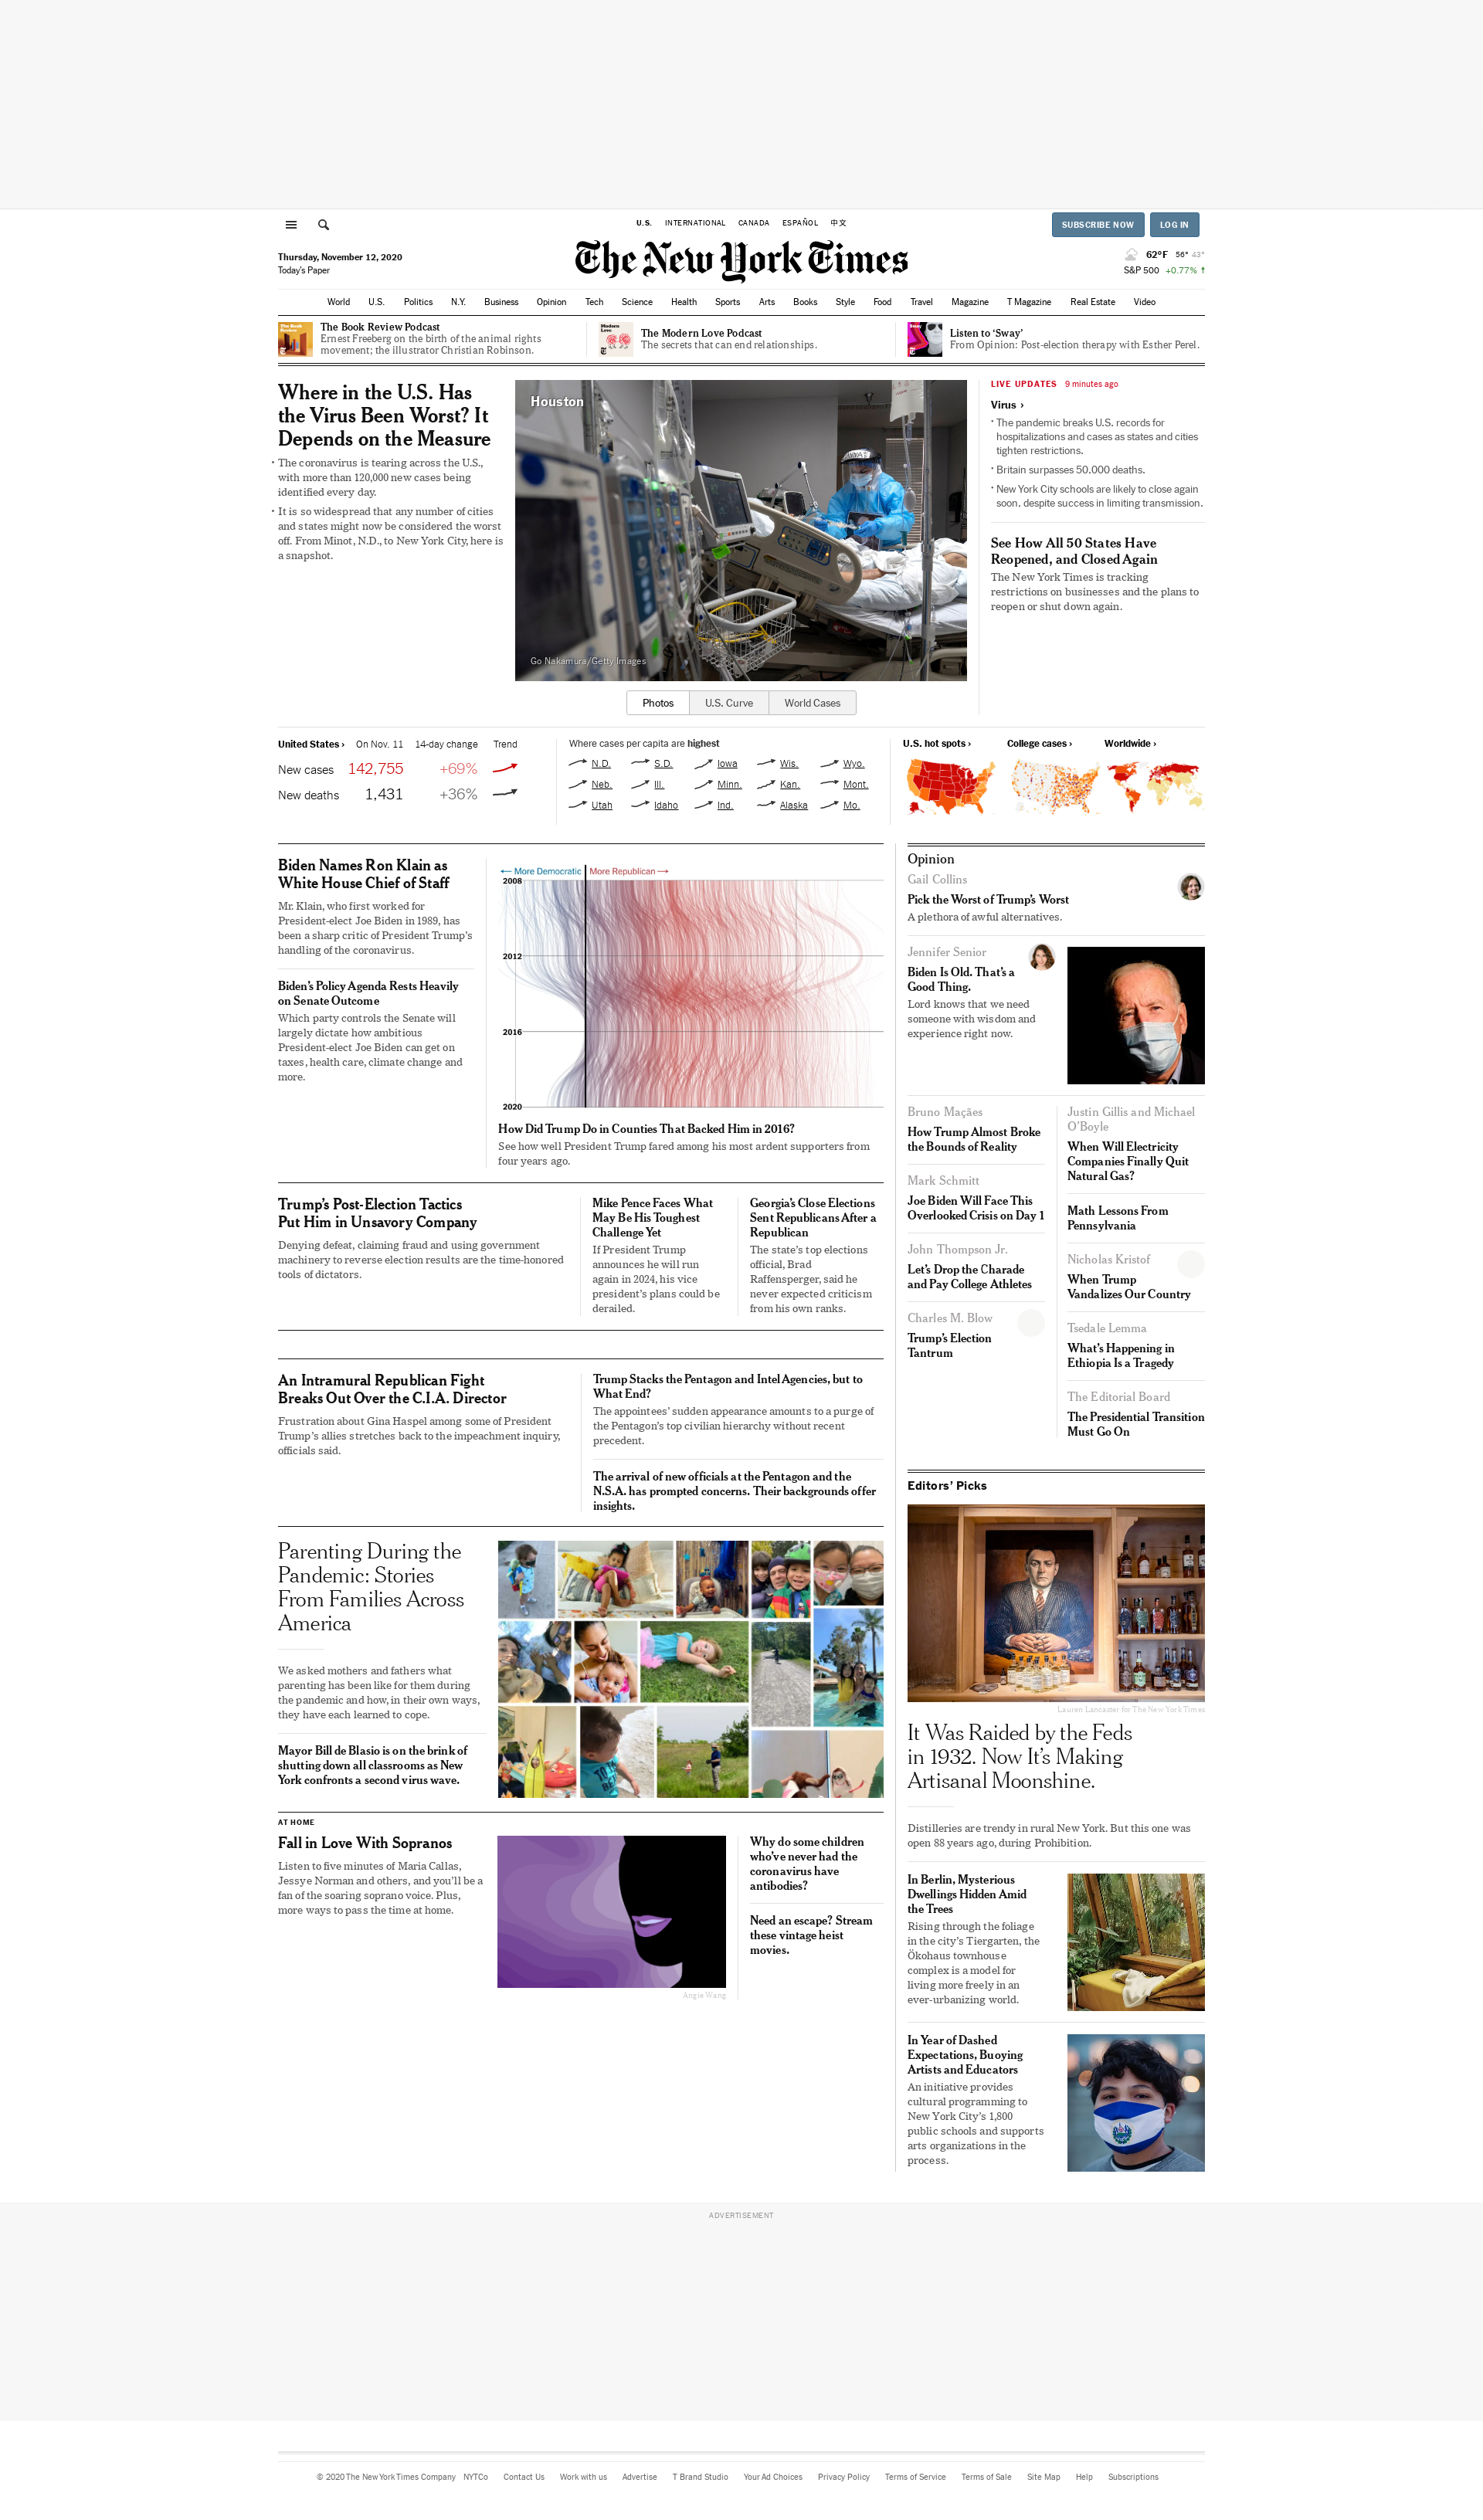 U.S. INTERNATIONAL CANADA ESPAÑOL 中文
SUBSCRIBE NOW LOG IN
Thursday, November 12, 2020
Today's Paper
The New York Times
62°F 56° 43°
S&P 500 +0.77% ↑
World U.S. Politics N.Y. Business Opinion Tech Science Health Sports Arts Books Style Food Travel Magazine T Magazine Real Estate Video
The Book Review Podcast
Ernest Freeberg on the birth of the animal rights
movement; the illustrator Christian Robinson.
The Modern Love Podcast
The secrets that can end relationships.
Listen to ‘Sway’
From Opinion: Post-election therapy with Esther Perel.
Where in the U.S. Has
the Virus Been Worst? It
Depends on the Measure
• The coronavirus is tearing across the U.S.,
with more than 120,000 new cases being
identified every day.
• It is so widespread that any number of cities
and states might now be considered the worst
off. From Minot, N.D., to New York City, here is
a snapshot.
Houston
Go Nakamura/Getty Images
Photos U.S. Curve World Cases
LIVE UPDATES 9 minutes ago
Virus ›
• The pandemic breaks U.S. records for
hospitalizations and cases as states and cities
tighten restrictions.
• Britain surpasses 50,000 deaths.
• New York City schools are likely to close again
soon, despite success in limiting transmission.
See How All 50 States Have
Reopened, and Closed Again
The New York Times is tracking
restrictions on businesses and the plans to
reopen or shut down again.
United States › On Nov. 11 14-day change Trend
New cases 142,755 +69%
New deaths 1,431 +36%
Where cases per capita are highest
N.D. S.D. Iowa Wis. Wyo.
Neb. Ill. Minn. Kan. Mont.
Utah Idaho Ind. Alaska Mo.
U.S. hot spots › College cases › Worldwide ›
Biden Names Ron Klain as
White House Chief of Staff
Mr. Klain, who first worked for
President-elect Joe Biden in 1989, has
been a sharp critic of President Trump’s
handling of the coronavirus.
Biden’s Policy Agenda Rests Heavily
on Senate Outcome
Which party controls the Senate will
largely dictate how ambitious
President-elect Joe Biden can get on
taxes, health care, climate change and
more.
← More Democratic More Republican →
2008
2012
2016
2020
How Did Trump Do in Counties That Backed Him in 2016?
See how well President Trump fared among his most ardent supporters from
four years ago.
Trump’s Post-Election Tactics
Put Him in Unsavory Company
Denying defeat, claiming fraud and using government
machinery to reverse election results are the time-honored
tools of dictators.
Mike Pence Faces What
May Be His Toughest
Challenge Yet
If President Trump
announces he will run
again in 2024, his vice
president’s plans could be
derailed.
Georgia’s Close Elections
Sent Republicans After a
Republican
The state’s top elections
official, Brad
Raffensperger, said he
never expected criticism
from his own ranks.
An Intramural Republican Fight
Breaks Out Over the C.I.A. Director
Frustration about Gina Haspel among some of President
Trump’s allies stretches back to the impeachment inquiry,
officials said.
Trump Stacks the Pentagon and Intel Agencies, but to
What End?
The appointees’ sudden appearance amounts to a purge of
the Pentagon’s top civilian hierarchy without recent
precedent.
The arrival of new officials at the Pentagon and the
N.S.A. has prompted concerns. Their backgrounds offer
insights.
Parenting During the
Pandemic: Stories
From Families Across
America
We asked mothers and fathers what
parenting has been like for them during
the pandemic and how, in their own ways,
they have each learned to cope.
Mayor Bill de Blasio is on the brink of
shutting down all classrooms as New
York confronts a second virus wave.
AT HOME
Fall in Love With Sopranos
Listen to five minutes of Maria Callas,
Jessye Norman and others, and you’ll be a
fan of the soaring soprano voice. Plus,
more ways to pass the time at home.
Angie Wang
Why do some children
who’ve never had the
coronavirus have
antibodies?
Need an escape? Stream
these vintage heist
movies.
Opinion
Gail Collins
Pick the Worst of Trump’s Worst
A plethora of awful alternatives.
Jennifer Senior
Biden Is Old. That’s a
Good Thing.
Lord knows that we need
someone with wisdom and
experience right now.
Bruno Maçães
How Trump Almost Broke
the Bounds of Reality
Mark Schmitt
Joe Biden Will Face This
Overlooked Crisis on Day 1
John Thompson Jr.
Let’s Drop the Charade
and Pay College Athletes
Charles M. Blow
Trump’s Election
Tantrum
Justin Gillis and Michael
O’Boyle
When Will Electricity
Companies Finally Quit
Natural Gas?
Math Lessons From
Pennsylvania
Nicholas Kristof
When Trump
Vandalizes Our Country
Tsedale Lemma
What’s Happening in
Ethiopia Is a Tragedy
The Editorial Board
The Presidential Transition
Must Go On
Editors’ Picks
Lauren Lancaster for The New York Times
It Was Raided by the Feds
in 1932. Now It’s Making
Artisanal Moonshine.
Distilleries are trendy in rural New York. But this one was
open 88 years ago, during Prohibition.
In Berlin, Mysterious
Dwellings Hidden Amid
the Trees
Rising through the foliage
in the city’s Tiergarten, the
Ökohaus townhouse
complex is a model for
living more freely in an
ever-urbanizing world.
In Year of Dashed
Expectations, Buoying
Artists and Educators
An initiative provides
cultural programming to
New York City’s 1,800
public schools and supports
arts organizations in the
process.
ADVERTISEMENT
© 2020 The New York Times Company NYTCo Contact Us Work with us Advertise T Brand Studio Your Ad Choices Privacy Policy Terms of Service Terms of Sale Site Map Help Subscriptions